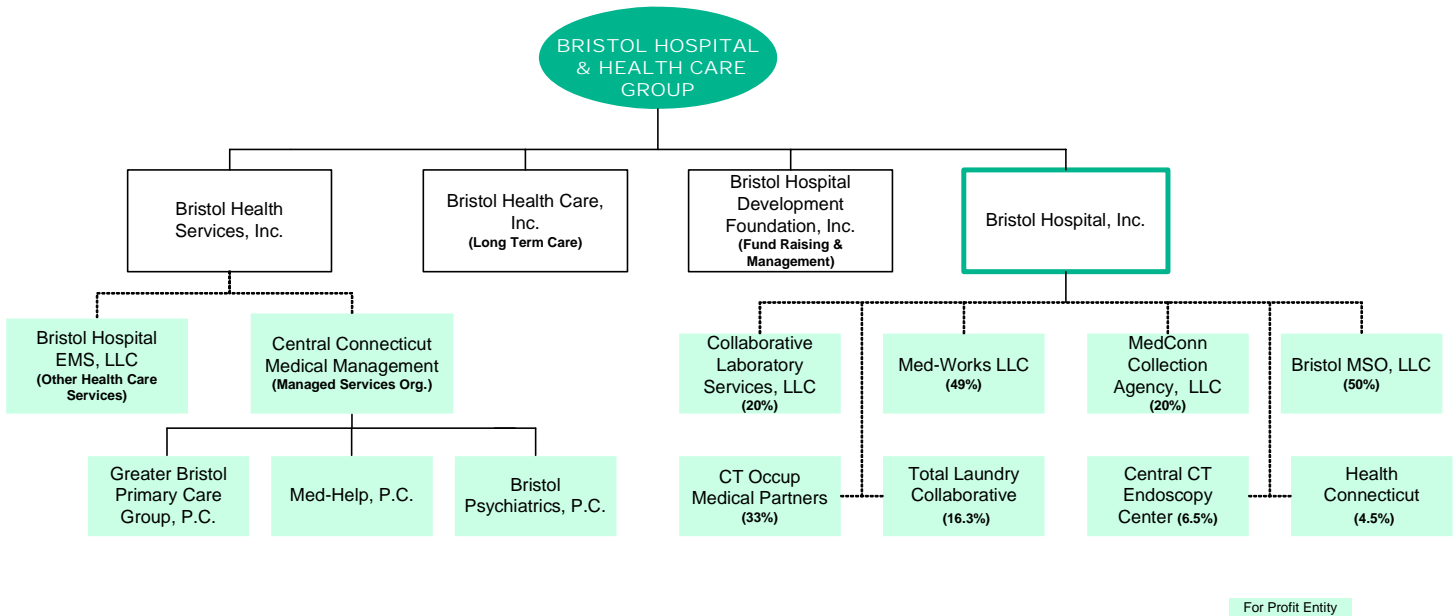 BRISTOL HOSPITAL
& HEALTH CARE
GROUP
Bristol Health
Services, Inc.
Bristol Health Care,
Inc.
(Long Term Care)
Bristol Hospital
Development
Foundation, Inc.
(Fund Raising &
Management)
Bristol Hospital, Inc.
Bristol Hospital
EMS, LLC
(Other Health Care
Services)
Central Connecticut
Medical Management
(Managed Services Org.)
Collaborative
Laboratory
Services, LLC
(20%)
Med-Works LLC
(49%)
MedConn
Collection
Agency, LLC
(20%)
Bristol MSO, LLC
(50%)
Greater Bristol
Primary Care
Group, P.C.
Med-Help, P.C.
Bristol
Psychiatrics, P.C.
CT Occup
Medical Partners
(33%)
Total Laundry
Collaborative
(16.3%)
Central CT
Endoscopy
Center (6.5%)
Health
Connecticut
(4.5%)
For Profit Entity